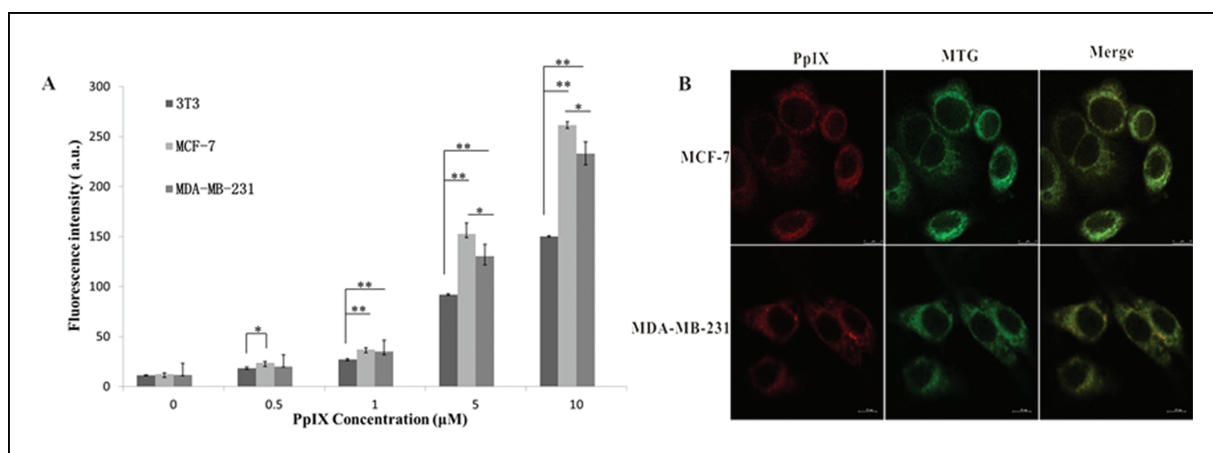 A
Fluorescence intensity ( a.u.)
300
250
200
150
100
50
0
3T3
MCF-7
MDA-MB-231
*
**
**
**
**
*
**
**
*
0 0.5 1 5 10
PpIX Concentration (μM)
B
PpIX MTG Merge
MCF-7
MDA-MB-231